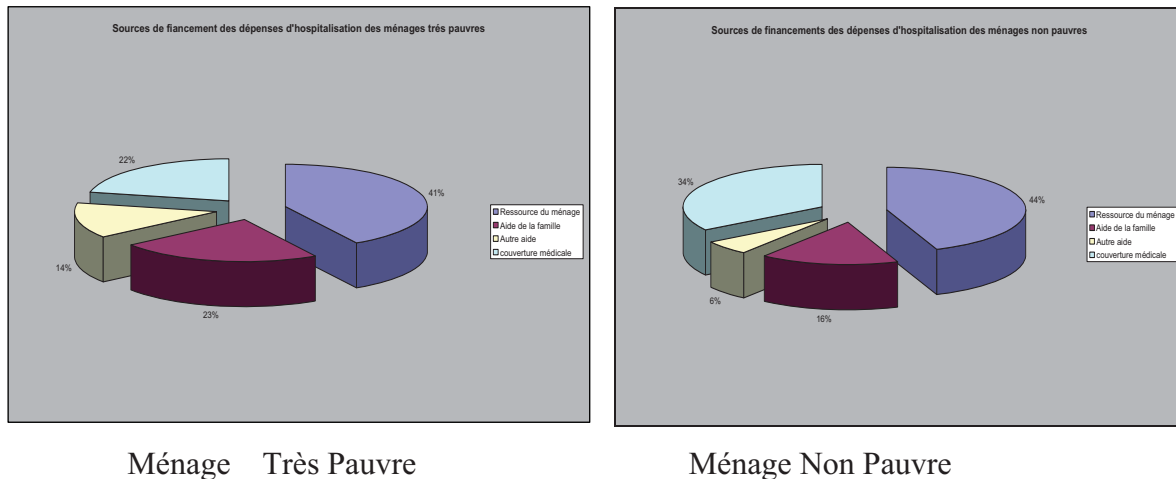 Sources de fiancement des dépenses d'hospitalisation des ménages trés pauvres
22%
41%
14%
23%
Ressource du ménage
Aide de la famille
Autre aide
couverture médicale
Sources de financements des dépenses d'hospitalisation des ménages non pauvres
34%
44%
6%
16%
Ressource du ménage
Aide de la famille
Autre aide
couverture médicale
Ménage Très Pauvre
Ménage Non Pauvre